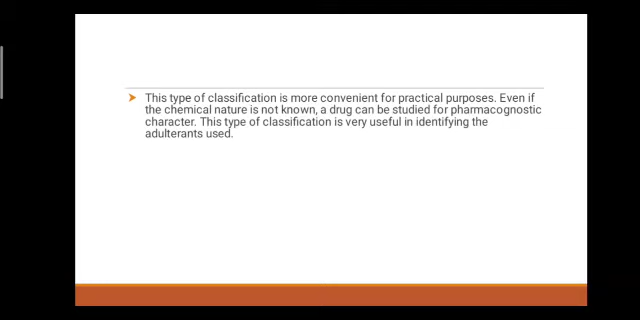 This type of classification is more convenient for practical purposes. Even if
the chemical nature is not known, a drug can be studied for pharmacognostic
character. This type of classification is very useful in identifying the
adulterants used.